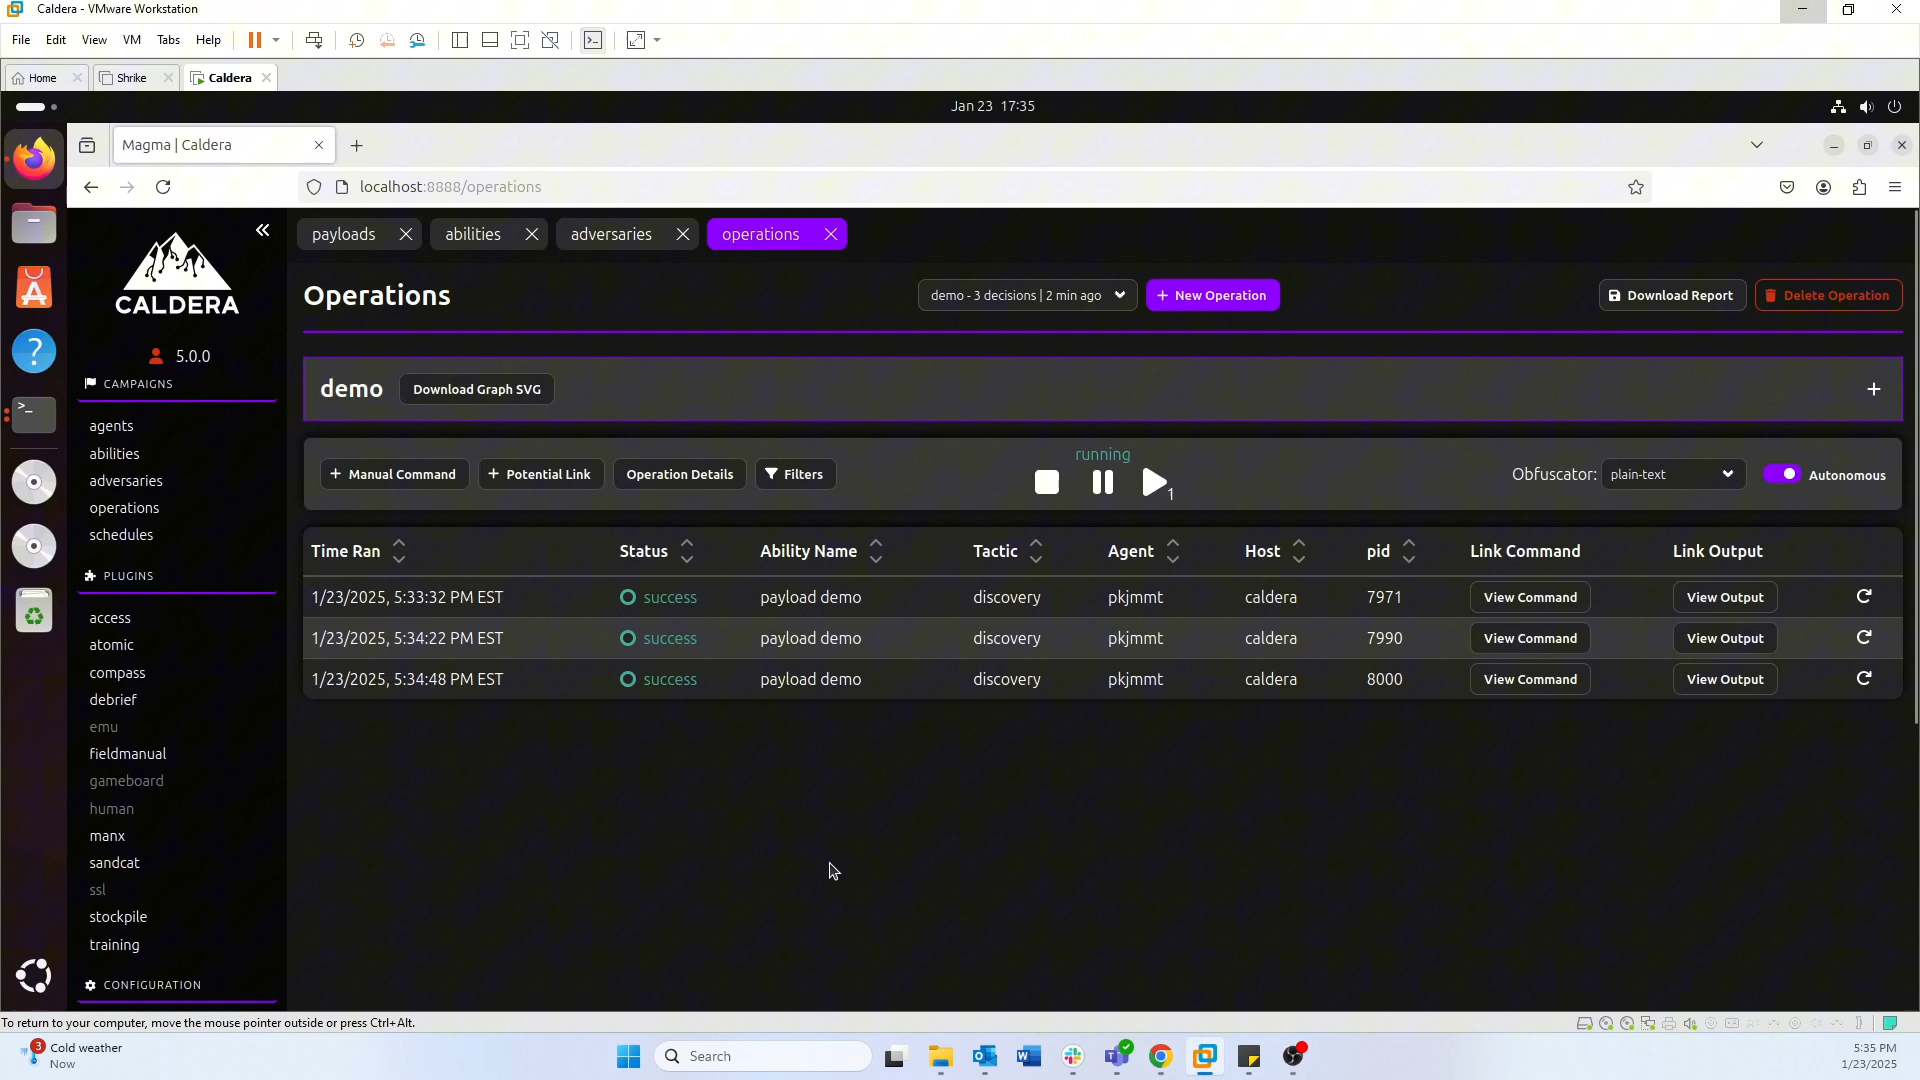 Caldera - VMware Workstation
File Edit View VM Tabs Help
Home Shrike Caldera
Jan 23 17:35
Magma | Caldera
localhost:8888/operations
payloads abilities adversaries operations
CALDERA
5.0.0
CAMPAIGNS
agents
abilities
adversaries
operations
schedules
PLUGINS
access
atomic
compass
debrief
emu
fieldmanual
gameboard
human
manx
sandcat
ssl
stockpile
training
CONFIGURATION
Operations demo - 3 decisions | 2 min ago + New Operation Download Report Delete Operation
demo Download Graph SVG +
+ Manual Command + Potential Link Operation Details Filters running 1 Obfuscator: plain-text Autonomous
Time Ran Status Ability Name Tactic Agent Host pid Link Command Link Output
1/23/2025, 5:33:32 PM EST success payload demo discovery pkjmmt caldera 7971 View Command View Output
1/23/2025, 5:34:22 PM EST success payload demo discovery pkjmmt caldera 7990 View Command View Output
1/23/2025, 5:34:48 PM EST success payload demo discovery pkjmmt caldera 8000 View Command View Output
To return to your computer, move the mouse pointer outside or press Ctrl+Alt.
3 Cold weather
Now
Search
5:35 PM
1/23/2025